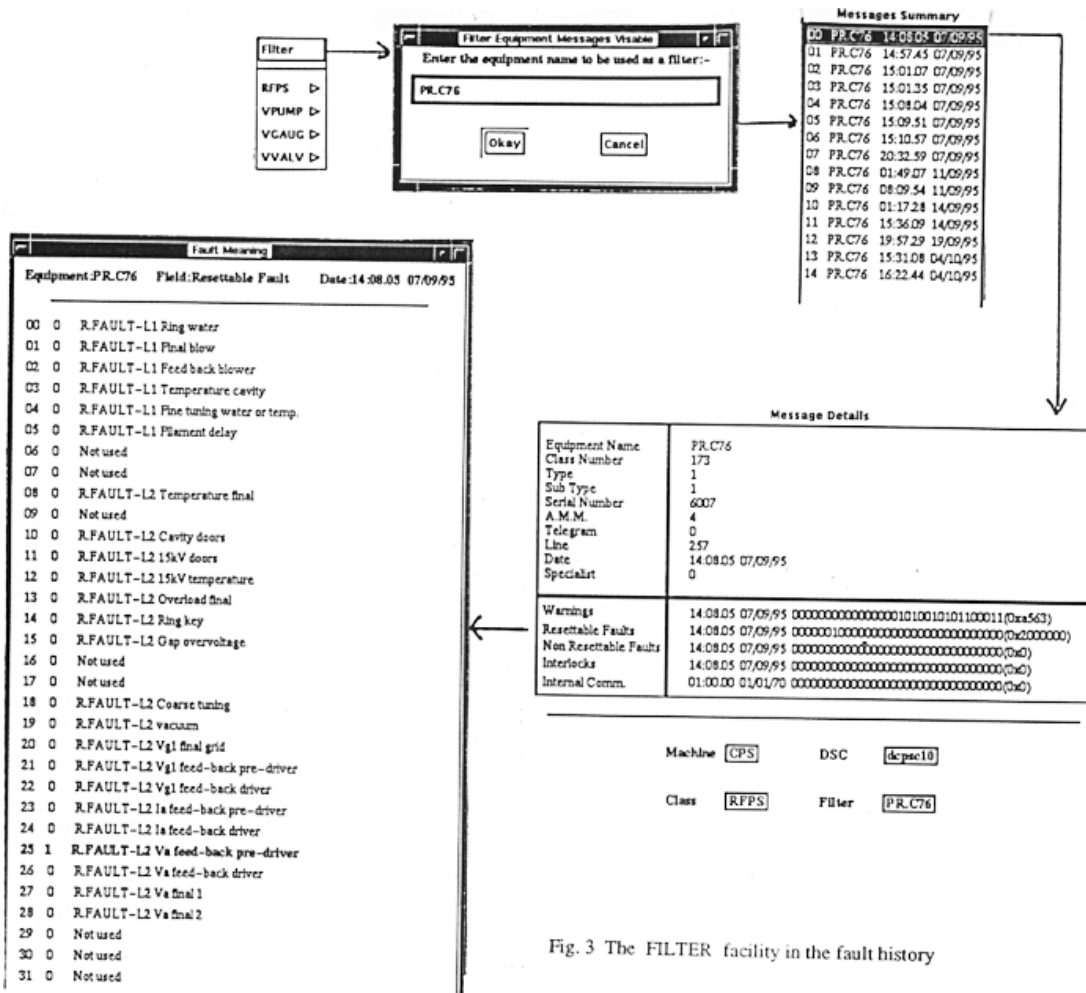 Filter
RFPS
VPUMP
VGAUG
VVALV
Filter Equipment Messages Visable
Enter the equipment name to be used as a filter:-
PR.C76
Okay
Cancel
Messages Summary
00 PR.C76 14:08.05 07/09/95
01 PR.C76 14:57.45 07/09/95
02 PR.C76 15:01.07 07/09/95
03 PR.C76 15:01.35 07/09/95
04 PR.C76 15:08.04 07/09/95
05 PR.C76 15:09.51 07/09/95
06 PR.C76 15:10.57 07/09/95
07 PR.C76 20:32.59 07/09/95
08 PR.C76 01:49.07 11/09/95
09 PR.C76 08:09.54 11/09/95
10 PR.C76 01:17.28 14/09/95
11 PR.C76 15:36.09 14/09/95
12 PR.C76 19:57.29 19/09/95
13 PR.C76 15:31.08 04/10/95
14 PR.C76 16:22.44 04/10/95
Fault Meaning
Equipment:PR.C76 Field:Resettable Fault Date:14:08.05 07/09/95
00 0 R.FAULT-L1 Ring water
01 0 R.FAULT-L1 Final blow
02 0 R.FAULT-L1 Feed back blower
03 0 R.FAULT-L1 Temperature cavity
04 0 R.FAULT-L1 Fine tuning water or temp.
05 0 R.FAULT-L1 Filament delay
06 0 Not used
07 0 Not used
08 0 R.FAULT-L2 Temperature final
09 0 Not used
10 0 R.FAULT-L2 Cavity doors
11 0 R.FAULT-L2 15kV doors
12 0 R.FAULT-L2 15kV temperature
13 0 R.FAULT-L2 Overload final
14 0 R.FAULT-L2 Ring key
15 0 R.FAULT-L2 Gap overvoltage
16 0 Not used
17 0 Not used
18 0 R.FAULT-L2 Coarse tuning
19 0 R.FAULT-L2 vacuum
20 0 R.FAULT-L2 Vg1 final grid
21 0 R.FAULT-L2 Vg1 feed-back pre-driver
22 0 R.FAULT-L2 Vg1 feed-back driver
23 0 R.FAULT-L2 Ia feed-back pre-driver
24 0 R.FAULT-L2 Ia feed-back driver
25 1 R.FAULT-L2 Va feed-back pre-driver
26 0 R.FAULT-L2 Va feed-back driver
27 0 R.FAULT-L2 Va final 1
28 0 R.FAULT-L2 Va final 2
29 0 Not used
30 0 Not used
31 0 Not used
Message Details
Equipment Name PR.C76
Class Number 173
Type 1
Sub Type 1
Serial Number 6007
A.M.M. 4
Telegram 0
Line 257
Date 14:08.05 07/09/95
Specialist 0
Warnings 14:08.05 07/09/95 00000000000000001010010101100011(0xa563)
Resettable Faults 14:08.05 07/09/95 00000010000000000000000000000000(0x2000000)
Non Resettable Faults 14:08.05 07/09/95 00000000000000000000000000000000(0x0)
Interlocks 14:08.05 07/09/95 00000000000000000000000000000000(0x0)
Internal Comm. 01:00.00 01/01/70 00000000000000000000000000000000(0x0)
Machine CPS DSC dcpsc10
Class RFPS Filter PR.C76
Fig. 3 The FILTER facility in the fault history